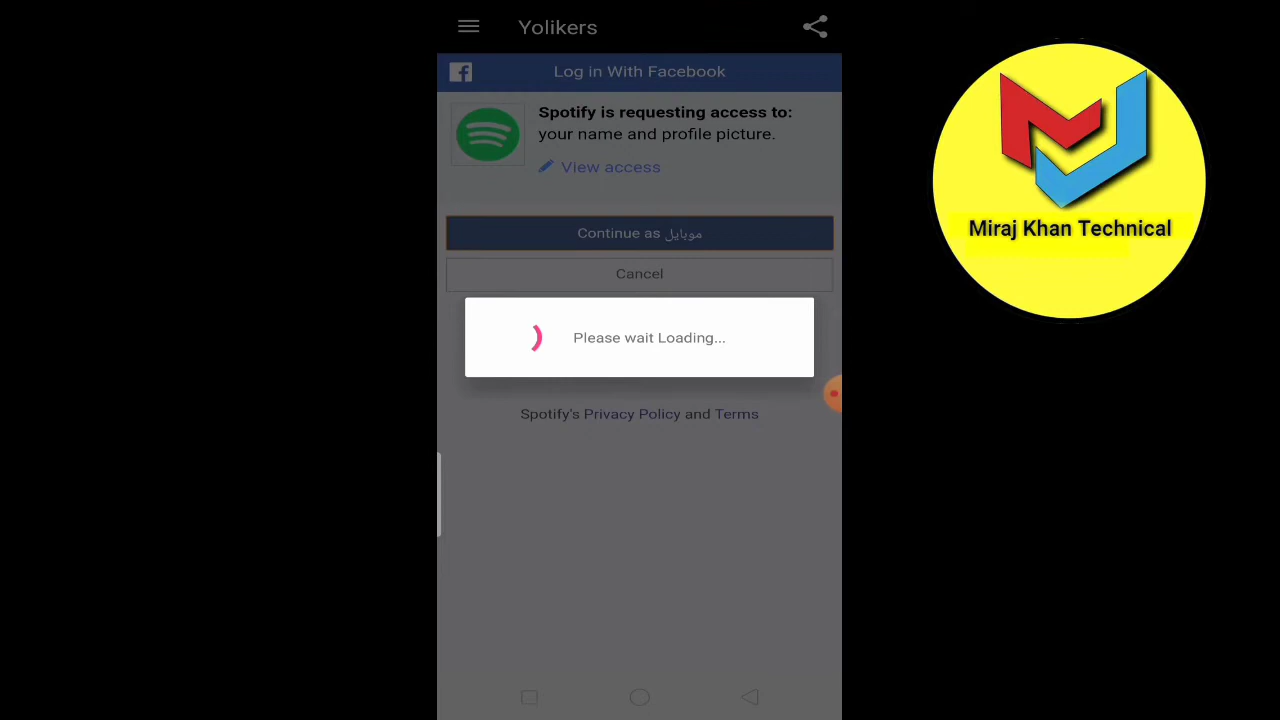 Yolikers
Log in With Facebook
Spotify is requesting access to:
your name and profile picture.
View access
Continue as موبایل
Cancel
Please wait Loading...
Spotify's Privacy Policy and Terms
Miraj Khan Technical